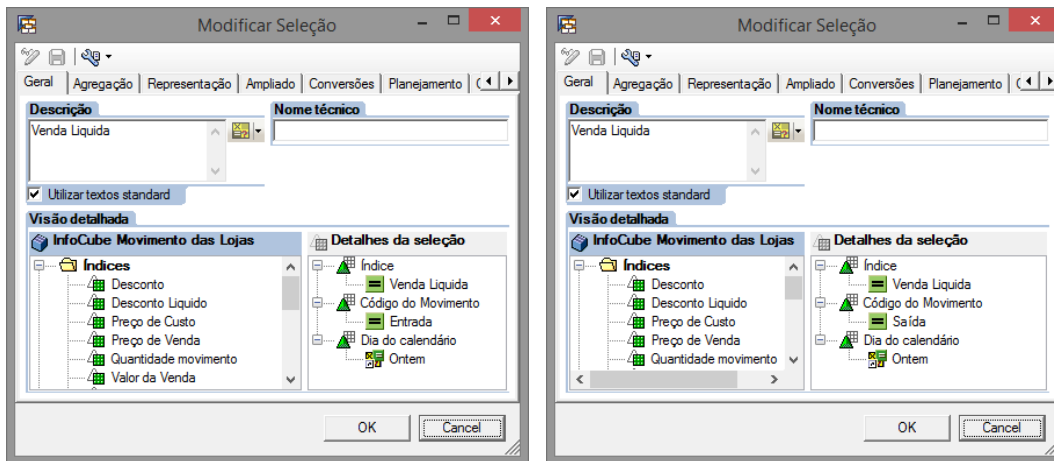 Modificar Seleção
Geral Agregação Representação Ampliado Conversões Planejamento
Descrição Nome técnico
Venda Liquida
Utilizar textos standard
Visão detalhada
InfoCube Movimento das Lojas Detalhes da seleção
Índices Índice
Desconto Venda Liquida
Desconto Liquido Código do Movimento
Preço de Custo Entrada
Preço de Venda Dia do calendário
Quantidade movimento Ontem
Valor da Venda
OK Cancel
Modificar Seleção
Geral Agregação Representação Ampliado Conversões Planejamento
Descrição Nome técnico
Venda Liquida
Utilizar textos standard
Visão detalhada
InfoCube Movimento das Lojas Detalhes da seleção
Índices Índice
Desconto Venda Liquida
Desconto Liquido Código do Movimento
Preço de Custo Saída
Preço de Venda Dia do calendário
Quantidade movimento Ontem
OK Cancel